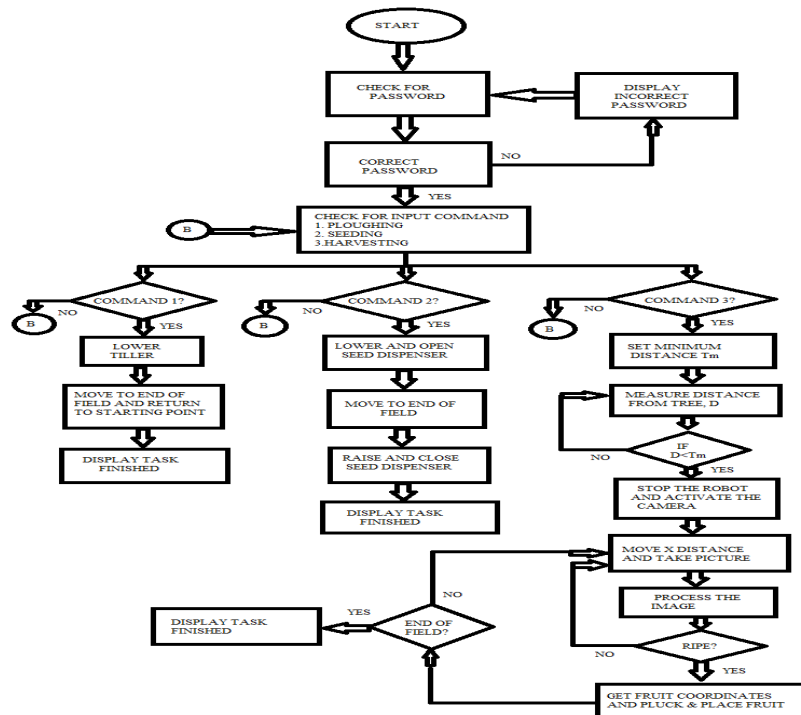 START
CHECK FOR
PASSWORD
DISPLAY
INCORRECT
PASSWORD
CORRECT
PASSWORD
NO
YES
B
CHECK FOR INPUT COMMAND
1. PLOUGHING
2. SEEDING
3.HARVESTING
COMMAND 1?
NO
B
YES
LOWER
TILLER
MOVE TO END OF
FIELD AND RETURN
TO STARTING POINT
DISPLAY TASK
FINISHED
COMMAND 2?
NO
B
YES
LOWER AND OPEN
SEED DISPENSER
MOVE TO END OF
FIELD
RAISE AND CLOSE
SEED DISPENSER
DISPLAY TASK
FINISHED
COMMAND 3?
NO
B
YES
SET MINIMUM
DISTANCE Tm
MEASURE DISTANCE
FROM TREE, D
IF
D<Tm
NO
YES
STOP THE ROBOT
AND ACTIVATE THE
CAMERA
MOVE X DISTANCE
AND TAKE PICTURE
PROCESS THE
IMAGE
RIPE?
NO
YES
GET FRUIT COORDINATES
AND PLUCK & PLACE FRUIT
END OF
FIELD?
NO
YES
DISPLAY TASK
FINISHED